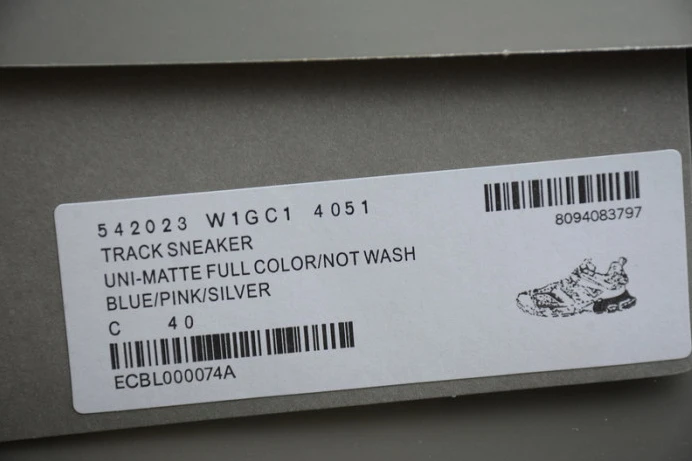 542023 W1GC1 4051
8094083797
TRACK SNEAKER
UNI-MATTE FULL COLOR/NOT WASH
BLUE/PINK/SILVER
C 40
ECBL000074A